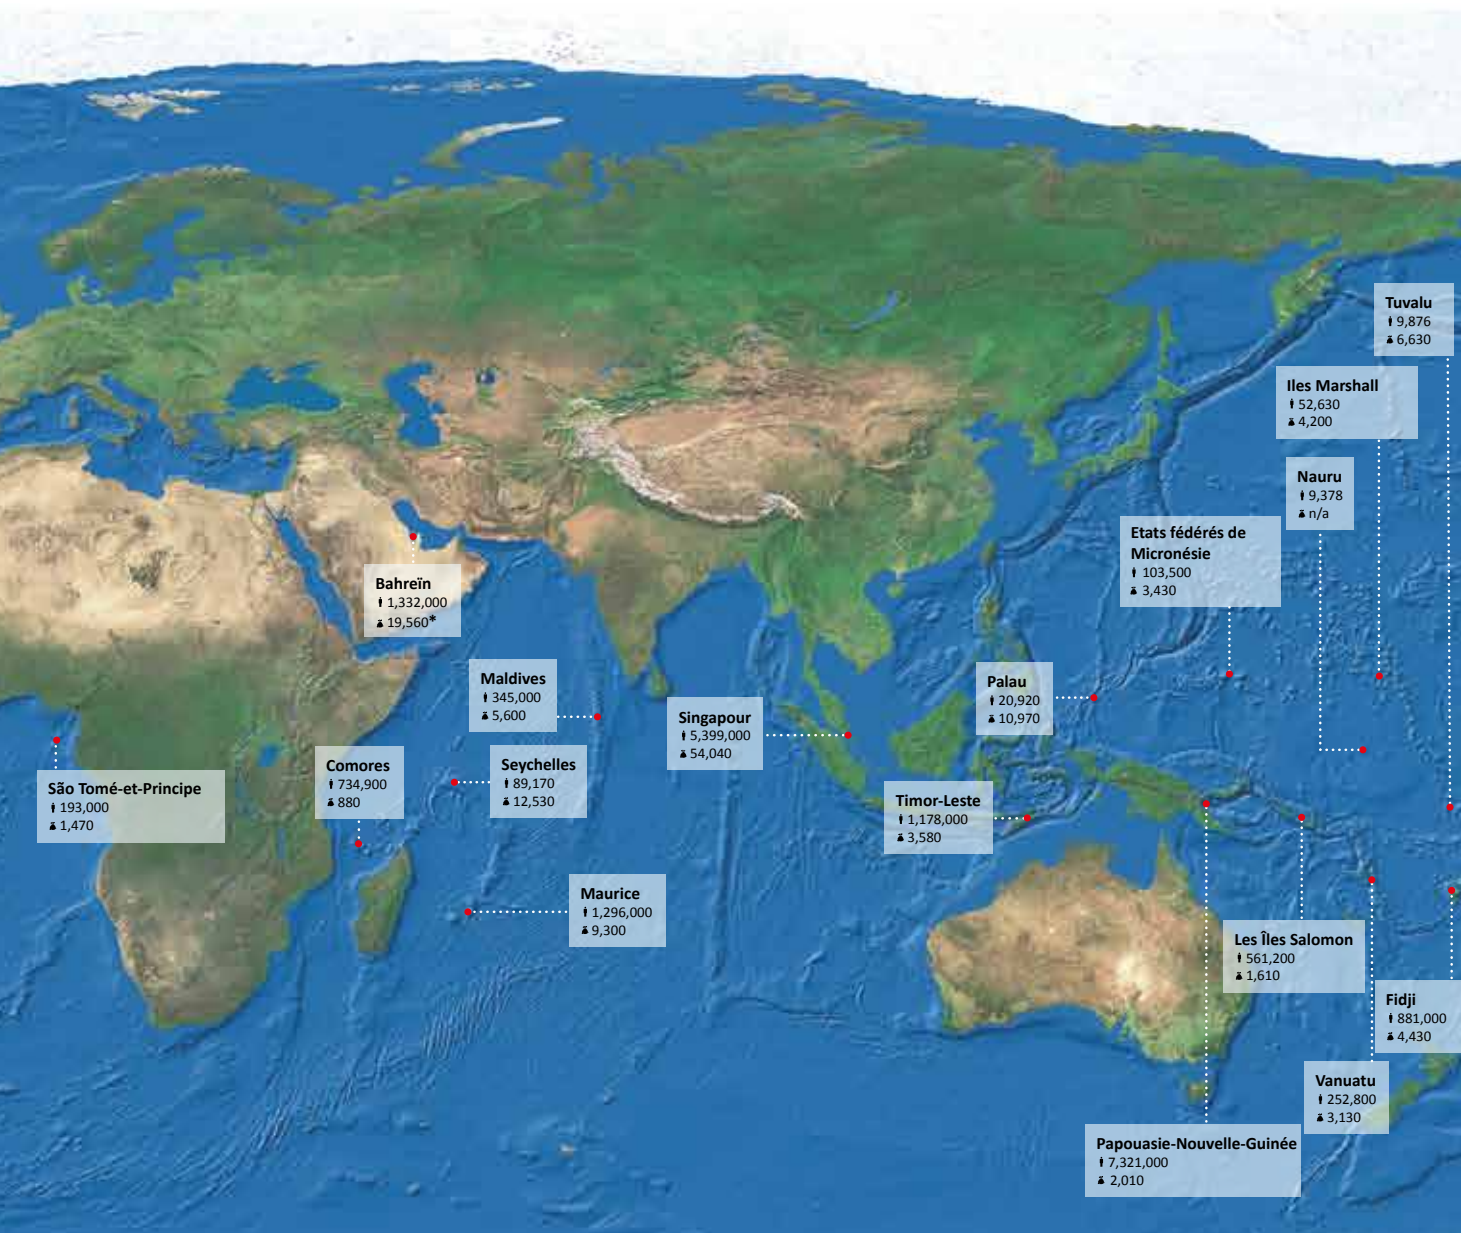 Tuvalu
9,876
6,630
Iles Marshall
52,630
4,200
Nauru
9,378
n/a
Etats fédérés de
Micronésie
103,500
3,430
Bahreïn
1,332,000
19,560*
Maldives
345,000
5,600
Palau
20,920
10,970
Singapour
5,399,000
54,040
Comores
734,900
880
Seychelles
89,170
12,530
São Tomé-et-Principe
193,000
1,470
Timor-Leste
1,178,000
3,580
Maurice
1,296,000
9,300
Les Îles Salomon
561,200
1,610
Fidji
881,000
4,430
Vanuatu
252,800
3,130
Papouasie-Nouvelle-Guinée
7,321,000
2,010